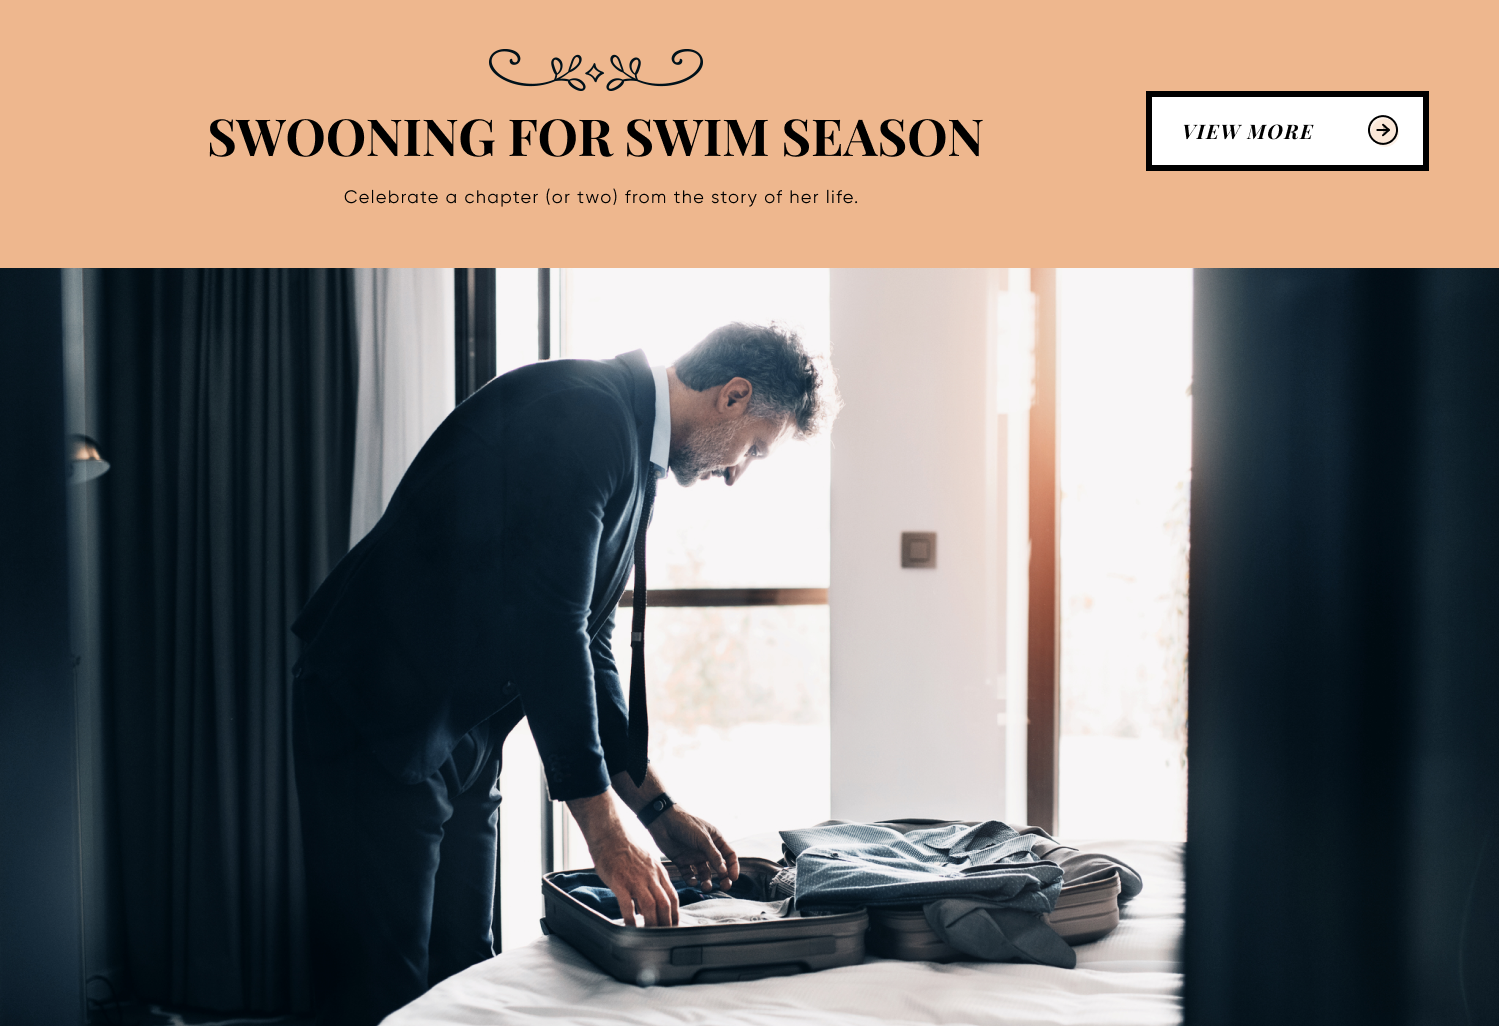 SWOONING FOR SWIM SEASON
Celebrate a chapter (or two) from the story of her life.
VIEW MORE